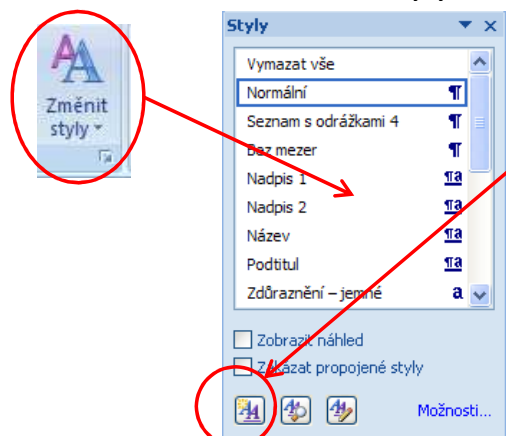 Změnit
styly
Styly
Vymazat vše
Normální ¶
Seznam s odrážkami 4 ¶
Bez mezer ¶
Nadpis 1 ¶a
Nadpis 2 ¶a
Název ¶a
Podtitul ¶a
Zdůraznění – jemné a
Zobrazit náhled
Zakázat propojené styly
Možnosti...